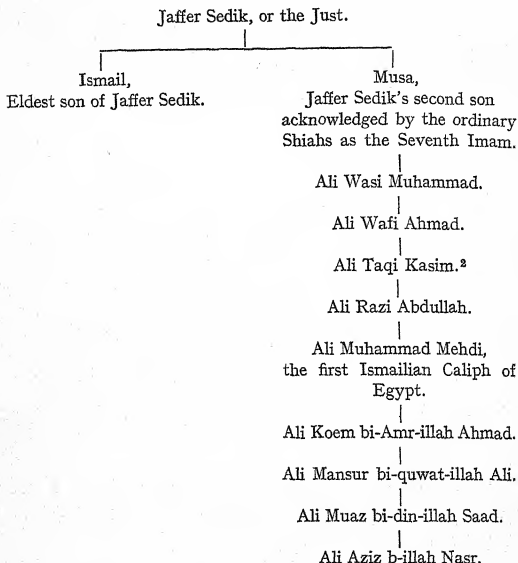 Jaffer Sedik, or the Just.
Ismail,
Eldest son of Jaffer Sedik.
Musa,
Jaffer Sedik's second son
acknowledged by the ordinary
Shiahs as the Seventh Imam.
Ali Wasi Muhammad.
Ali Wafi Ahmad.
Ali Taqi Kasim.²
Ali Razi Abdullah.
Ali Muhammad Mehdi,
the first Ismailian Caliph of
Egypt.
Ali Koem bi-Amr-illah Ahmad.
Ali Mansur bi-quwat-illah Ali.
Ali Muaz bi-din-illah Saad.
Ali Aziz b-illah Nasr.